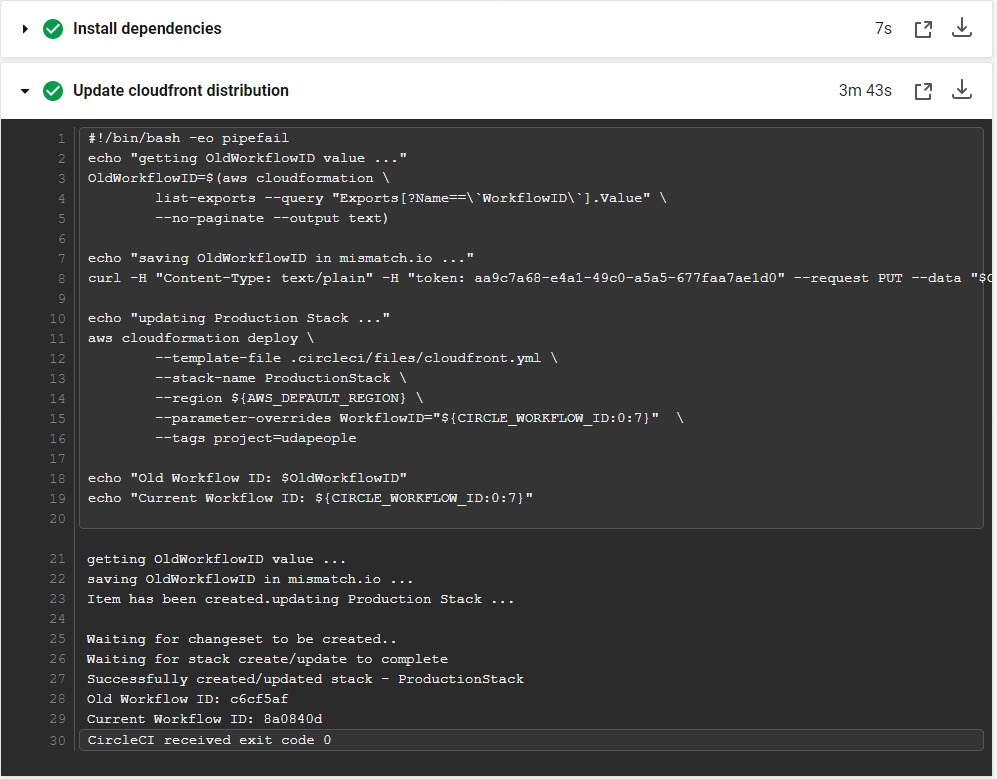 Install dependencies 7s
Update cloudfront distribution 3m 43s
1 #!/bin/bash -eo pipefail
2 echo "getting OldWorkflowID value ..."
3 OldWorkflowID=$(aws cloudformation \
4 list-exports --query "Exports[?Name==\`WorkflowID\`].Value" \
5 --no-paginate --output text)
6
7 echo "saving OldWorkflowID in mismatch.io ..."
8 curl -H "Content-Type: text/plain" -H "token: aa9c7a68-e4a1-49c0-a5a5-677faa7ae1d0" --request PUT --data "$
9
10 echo "updating Production Stack ..."
11 aws cloudformation deploy \
12 --template-file .circleci/files/cloudfront.yml \
13 --stack-name ProductionStack \
14 --region ${AWS_DEFAULT_REGION} \
15 --parameter-overrides WorkflowID="${CIRCLE_WORKFLOW_ID:0:7}"  \
16 --tags project=udapeople
17
18 echo "Old Workflow ID: $OldWorkflowID"
19 echo "Current Workflow ID: ${CIRCLE_WORKFLOW_ID:0:7}"
20
21 getting OldWorkflowID value ...
22 saving OldWorkflowID in mismatch.io ...
23 Item has been created.updating Production Stack ...
24
25 Waiting for changeset to be created..
26 Waiting for stack create/update to complete
27 Successfully created/updated stack - ProductionStack
28 Old Workflow ID: c6cf5af
29 Current Workflow ID: 8a0840d
30 CircleCI received exit code 0